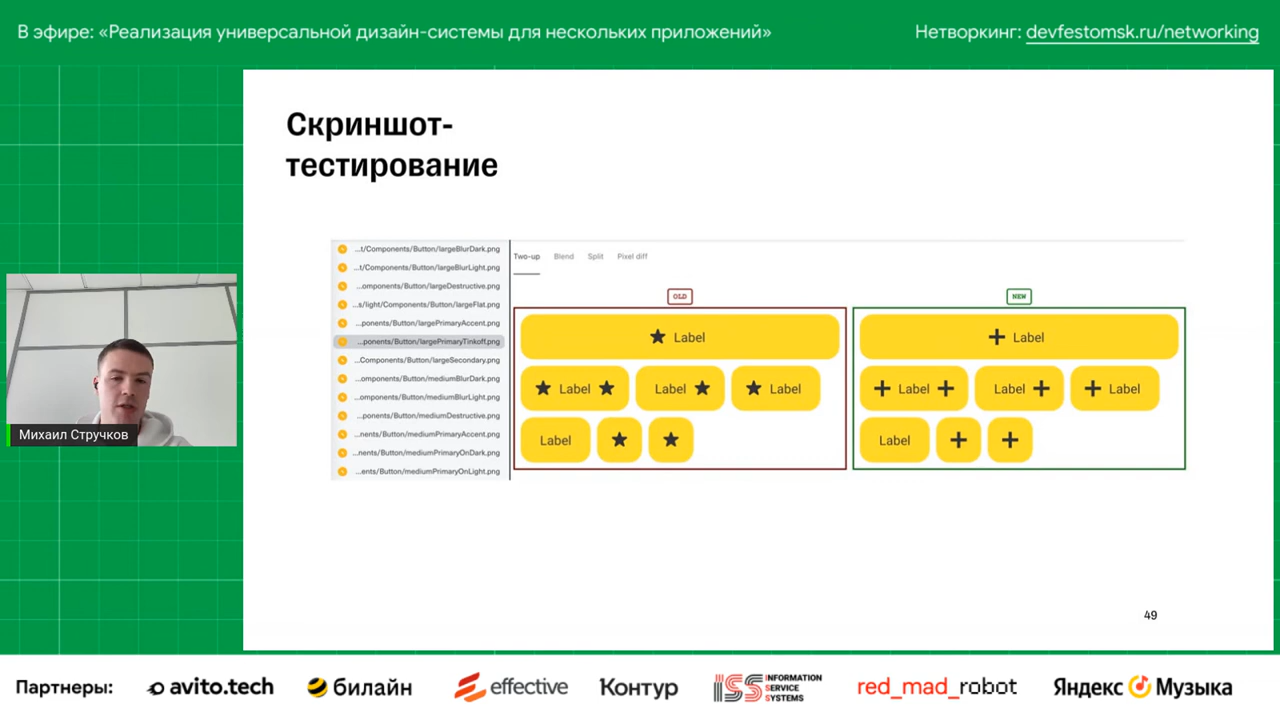 В эфире: «Реализация универсальной дизайн-системы для нескольких приложений»
Нетворкинг: devfestomsk.ru/networking
Скриншот-
тестирование
...t/Components/Button/largeBlurDark.png
...t/Components/Button/largeBlurLight.png
...omponents/Button/largeDestructive.png
...s/light/Components/Button/largeFlat.png
...ponents/Button/largePrimaryAccent.png
...ponents/Button/largePrimaryTinkoff.png
...Components/Button/largeSecondary.png
...omponents/Button/mediumBlurDark.png
...omponents/Button/mediumBlurLight.png
...ponents/Button/mediumDestructive.png
...nents/Button/mediumPrimaryAccent.png
...nents/Button/mediumPrimaryOnDark.png
...ents/Button/mediumPrimaryOnLight.png
Two-up Blend Split Pixel diff
OLD
Label
Label Label Label
Label
NEW
Label
Label Label Label
Label
Михаил Стручков
49
Партнеры: avito.tech билайн effective Контур ISS INFORMATION SERVICE SYSTEMS red_mad_robot Яндекс Музыка